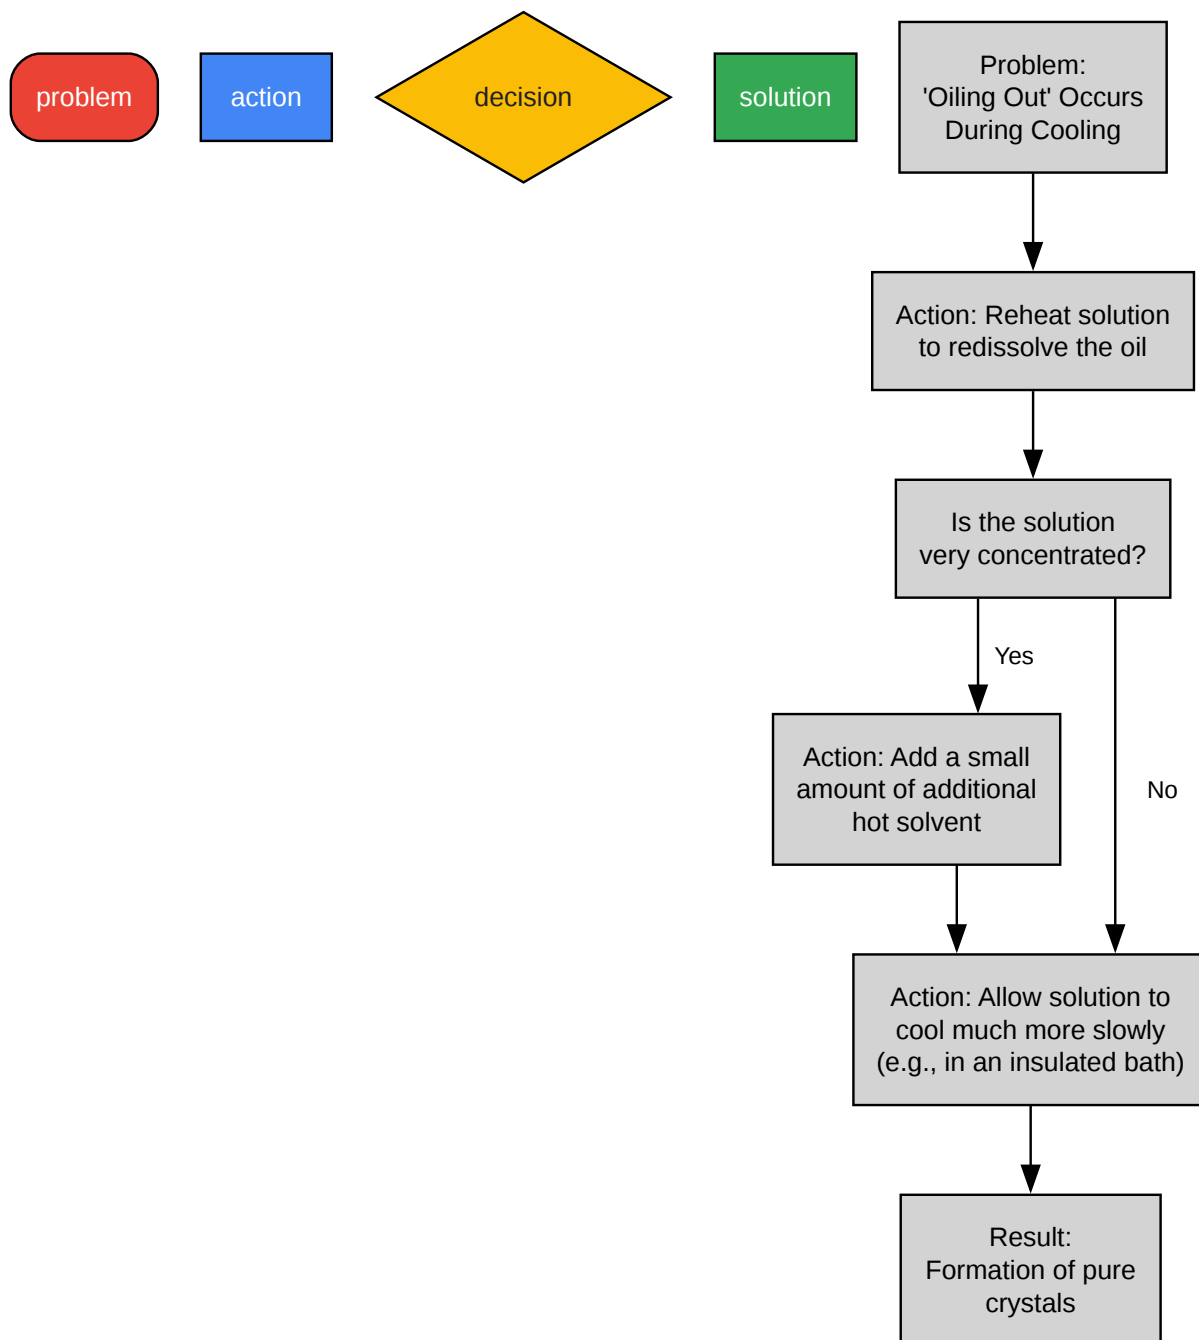 problem
action
decision
solution
Problem:
'Oiling Out' Occurs
During Cooling
Action: Reheat solution
to redissolve the oil
Is the solution
very concentrated?
Yes
Action: Add a small
amount of additional
hot solvent
No
Action: Allow solution to
cool much more slowly
(e.g., in an insulated bath)
Result:
Formation of pure
crystals